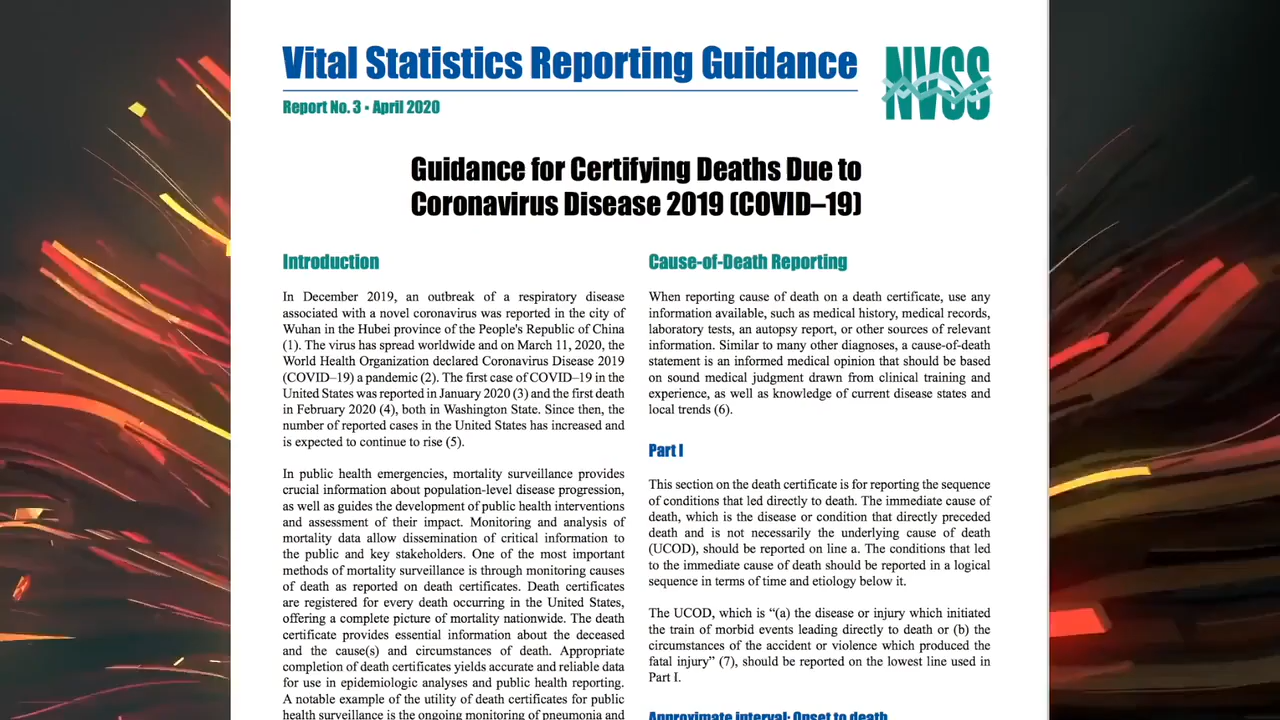 Vital Statistics Reporting Guidance
NVSS
Report No. 3 • April 2020
Guidance for Certifying Deaths Due to
Coronavirus Disease 2019 (COVID–19)
Introduction
In December 2019, an outbreak of a respiratory disease
associated with a novel coronavirus was reported in the city of
Wuhan in the Hubei province of the People's Republic of China
(1). The virus has spread worldwide and on March 11, 2020, the
World Health Organization declared Coronavirus Disease 2019
(COVID–19) a pandemic (2). The first case of COVID–19 in the
United States was reported in January 2020 (3) and the first death
in February 2020 (4), both in Washington State. Since then, the
number of reported cases in the United States has increased and
is expected to continue to rise (5).
In public health emergencies, mortality surveillance provides
crucial information about population-level disease progression,
as well as guides the development of public health interventions
and assessment of their impact. Monitoring and analysis of
mortality data allow dissemination of critical information to
the public and key stakeholders. One of the most important
methods of mortality surveillance is through monitoring causes
of death as reported on death certificates. Death certificates
are registered for every death occurring in the United States,
offering a complete picture of mortality nationwide. The death
certificate provides essential information about the deceased
and the cause(s) and circumstances of death. Appropriate
completion of death certificates yields accurate and reliable data
for use in epidemiologic analyses and public health reporting.
A notable example of the utility of death certificates for public
health surveillance is the ongoing monitoring of pneumonia and
Cause-of-Death Reporting
When reporting cause of death on a death certificate, use any
information available, such as medical history, medical records,
laboratory tests, an autopsy report, or other sources of relevant
information. Similar to many other diagnoses, a cause-of-death
statement is an informed medical opinion that should be based
on sound medical judgment drawn from clinical training and
experience, as well as knowledge of current disease states and
local trends (6).
Part I
This section on the death certificate is for reporting the sequence
of conditions that led directly to death. The immediate cause of
death, which is the disease or condition that directly preceded
death and is not necessarily the underlying cause of death
(UCOD), should be reported on line a. The conditions that led
to the immediate cause of death should be reported in a logical
sequence in terms of time and etiology below it.
The UCOD, which is “(a) the disease or injury which initiated
the train of morbid events leading directly to death or (b) the
circumstances of the accident or violence which produced the
fatal injury” (7), should be reported on the lowest line used in
Part I.
Approximate interval: Onset to death